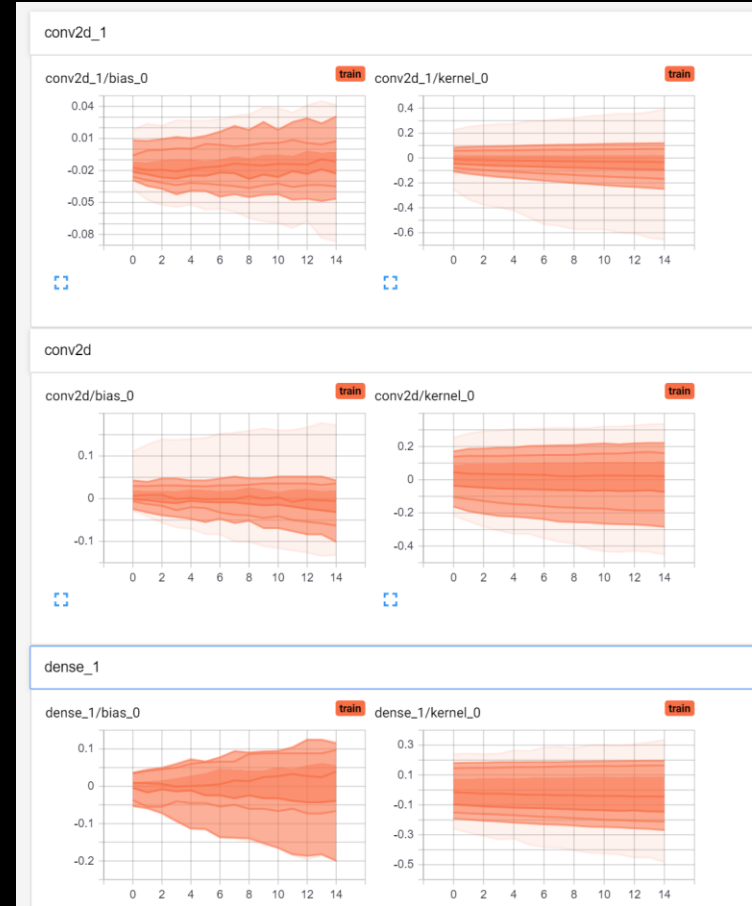 conv2d_1
conv2d_1/bias_0 train conv2d_1/kernel_0 train
0.04
0.01
-0.02
-0.05
-0.08
0 2 4 6 8 10 12 14
0.4
0.2
0
-0.2
-0.4
-0.6
0 2 4 6 8 10 12 14
conv2d
conv2d/bias_0 train conv2d/kernel_0 train
0.1
0
-0.1
0 2 4 6 8 10 12 14
0.2
0
-0.2
-0.4
0 2 4 6 8 10 12 14
dense_1
dense_1/bias_0 train dense_1/kernel_0 train
0.1
0
-0.1
-0.2
0 2 4 6 8 10 12 14
0.3
0.1
-0.1
-0.3
-0.5
0 2 4 6 8 10 12 14